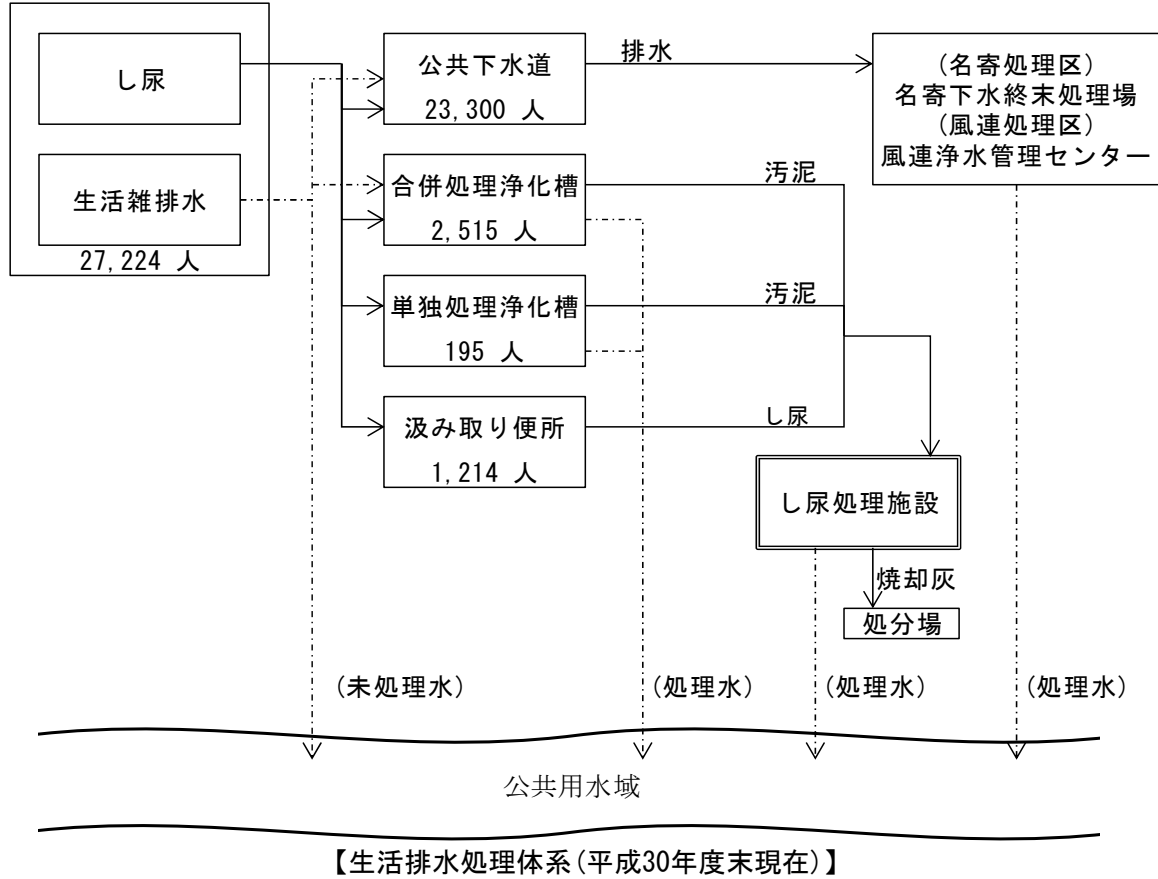 し尿
生活雑排水
27,224 人
公共下水道
23,300 人
合併処理浄化槽
2,515 人
単独処理浄化槽
195 人
汲み取り便所
1,214 人
排水
汚泥
汚泥
し尿
(名寄処理区)
名寄下水終末処理場
(風連処理区)
風連浄水管理センター
し尿処理施設
焼却灰
処分場
(未処理水)
(処理水)
(処理水)
(処理水)
公共用水域
【生活排水処理体系(平成30年度末現在)】